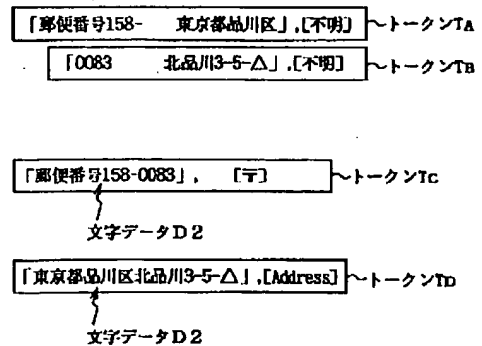 「郵便番号158-　東京都品川区」,[不明] 〜トークンTA
「0083　北品川3-5-△」,[不明] 〜トークンTB
「郵便番号158-0083」,　[〒] 〜トークンTC
文字データD2
「東京都品川区北品川3-5-△」,[Address] 〜トークンTD
文字データD2